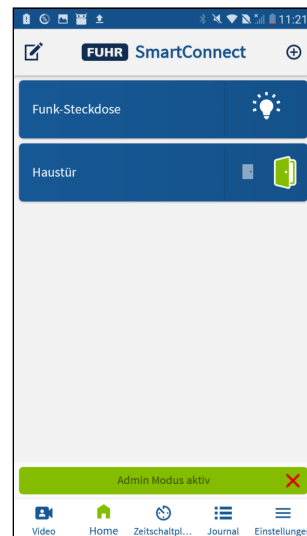 11:21
FUHR SmartConnect
Funk-Steckdose
Haustür
Admin Modus aktiv
Video Home Zeitschaltpl... Journal Einstellungen